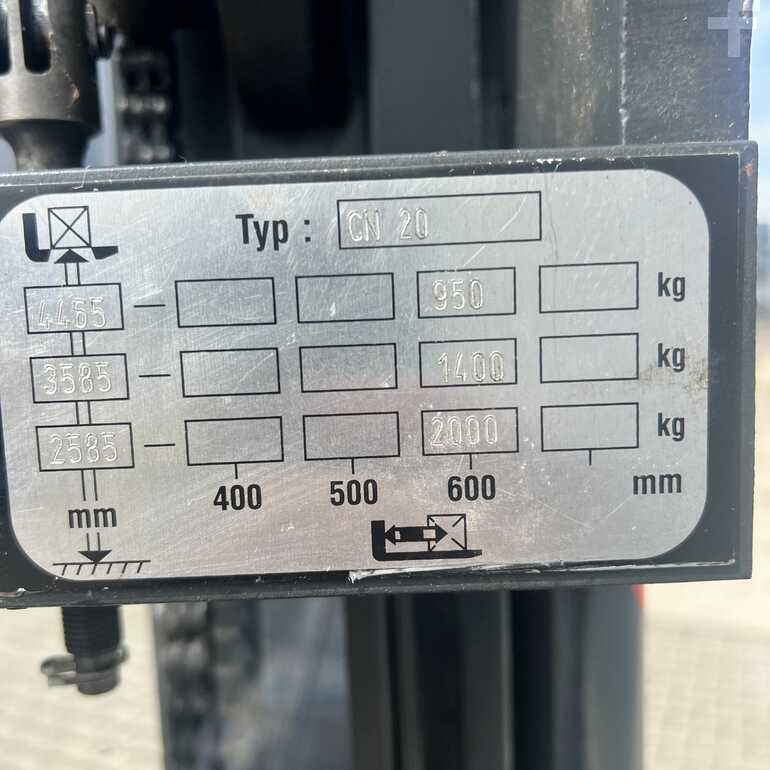 Typ : CN 20
4465 — 950 kg
3585 — 1400 kg
2585 — 2000 kg
mm 400 500 600 mm